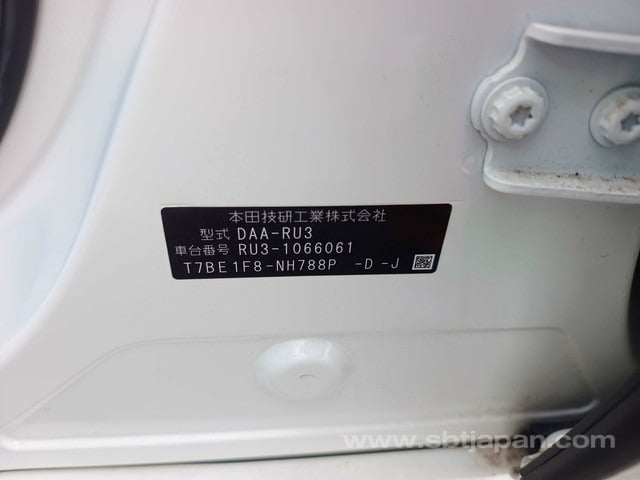 本田技研工業株式会社
型式 DAA-RU3
車台番号 RU3-1066061
T7BE1F8-NH788P -D-J
www.sbtjapan.com